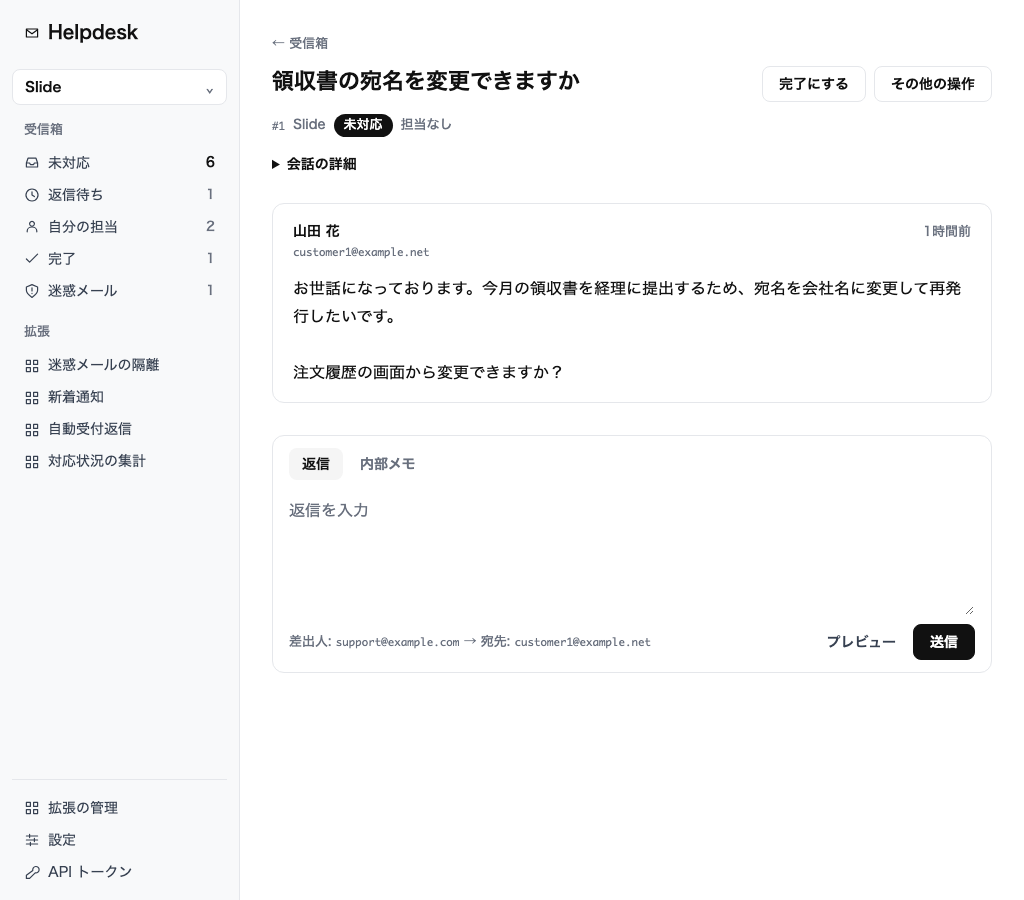 Helpdesk
Slide
受信箱
未対応 6
返信待ち 1
自分の担当 2
完了 1
迷惑メール 1
拡張
迷惑メールの隔離
新着通知
自動受付返信
対応状況の集計
拡張の管理
設定
API トークン
← 受信箱
領収書の宛名を変更できますか
完了にする
その他の操作
#1 Slide 未対応 担当なし
▶ 会話の詳細
山田 花
1時間前
customer1@example.net
お世話になっております。今月の領収書を経理に提出するため、宛名を会社名に変更して再発
行したいです。
注文履歴の画面から変更できますか？
返信 内部メモ
返信を入力
差出人: support@example.com → 宛先: customer1@example.net
プレビュー
送信